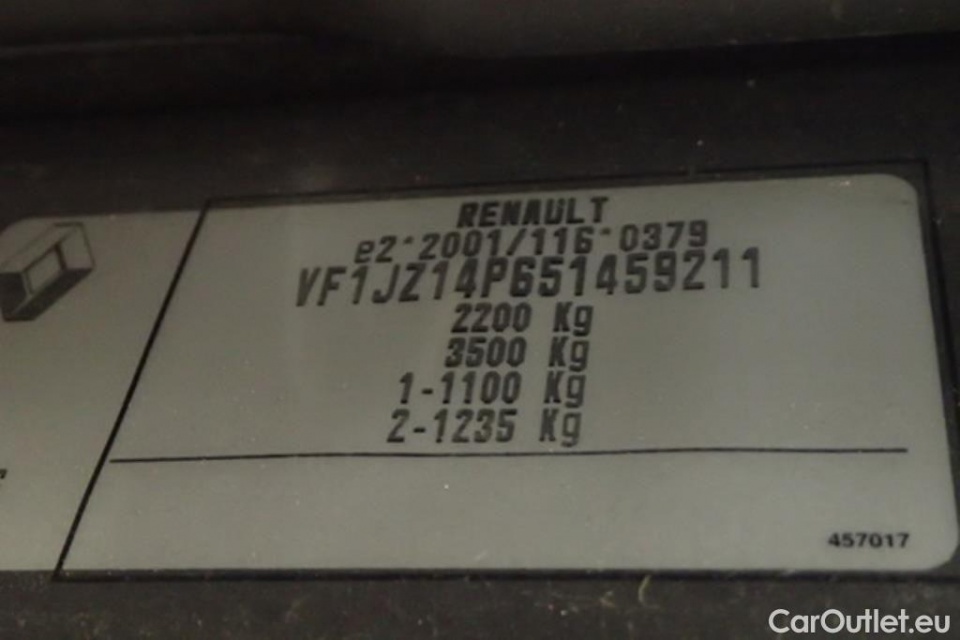 RENAULT
e2*2001/116*0379
VF1JZ14P651459211
2200 Kg
3500 Kg
1-1100 Kg
2-1235 Kg
457017
CarOutlet.eu